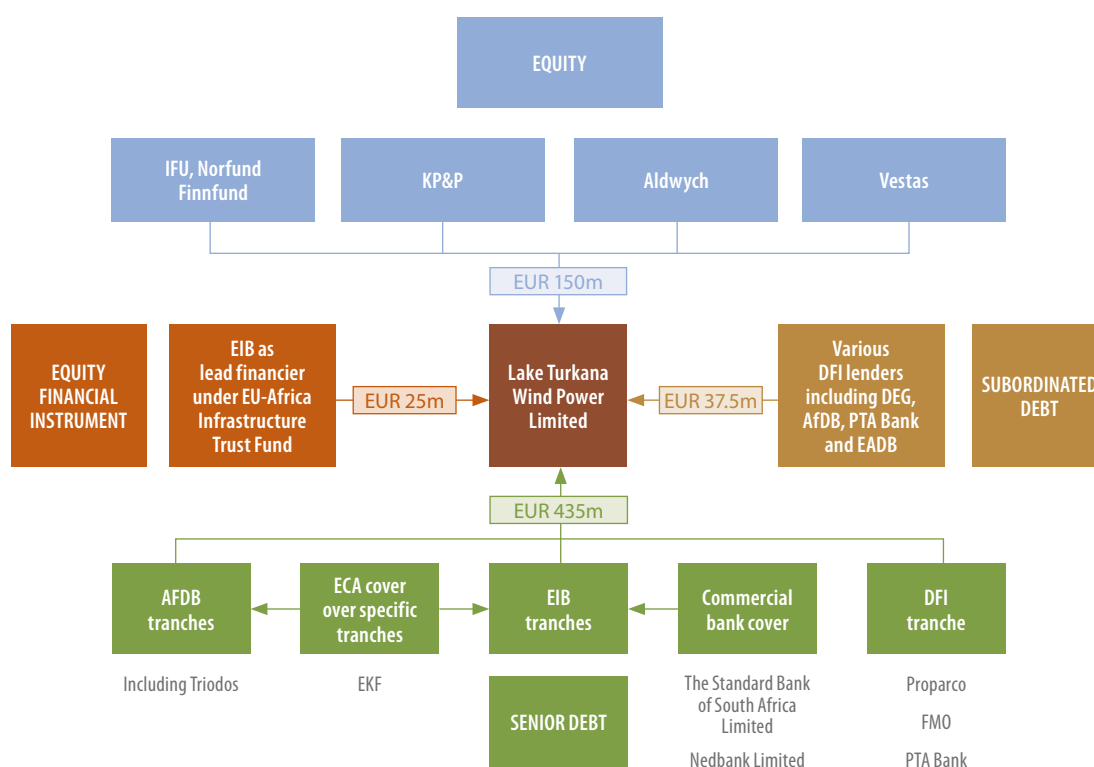 EQUITY
IFU, Norfund
Finnfund
KP&P
Aldwych
Vestas
EUR 150m
EQUITY
FINANCIAL
INSTRUMENT
EIB as
lead financier
under EU-Africa
Infrastructure
Trust Fund
EUR 25m
Lake Turkana
Wind Power
Limited
EUR 37.5m
Various
DFI lenders
including DEG,
AfDB, PTA Bank
and EADB
SUBORDINATED
DEBT
EUR 435m
AFDB
tranches
ECA cover
over specific
tranches
EIB
tranches
Commercial
bank cover
DFI
tranche
Including Triodos
EKF
SENIOR DEBT
The Standard Bank
of South Africa
Limited
Nedbank Limited
Proparco
FMO
PTA Bank